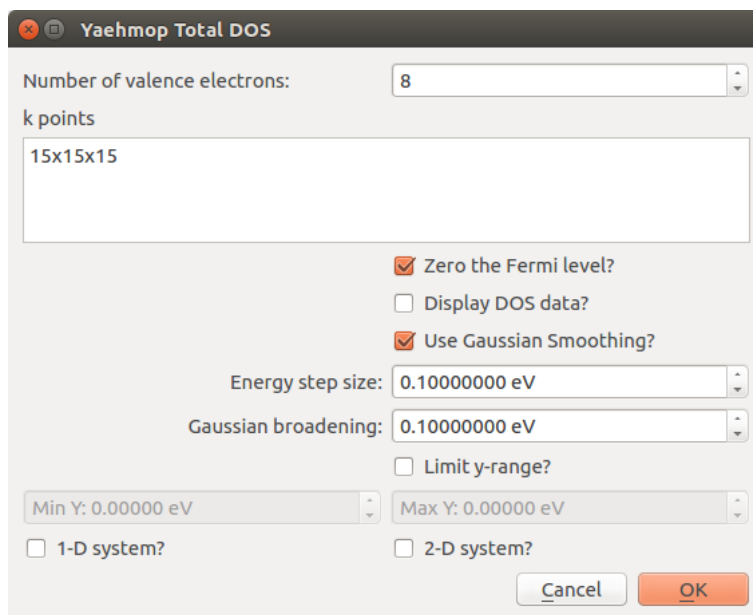 Yaehmop Total DOS
Number of valence electrons: 8
k points
15x15x15
Zero the Fermi level?
Display DOS data?
Use Gaussian Smoothing?
Energy step size: 0.10000000 eV
Gaussian broadening: 0.10000000 eV
Limit y-range?
Min Y: 0.00000 eV Max Y: 0.00000 eV
1-D system? 2-D system?
Cancel OK